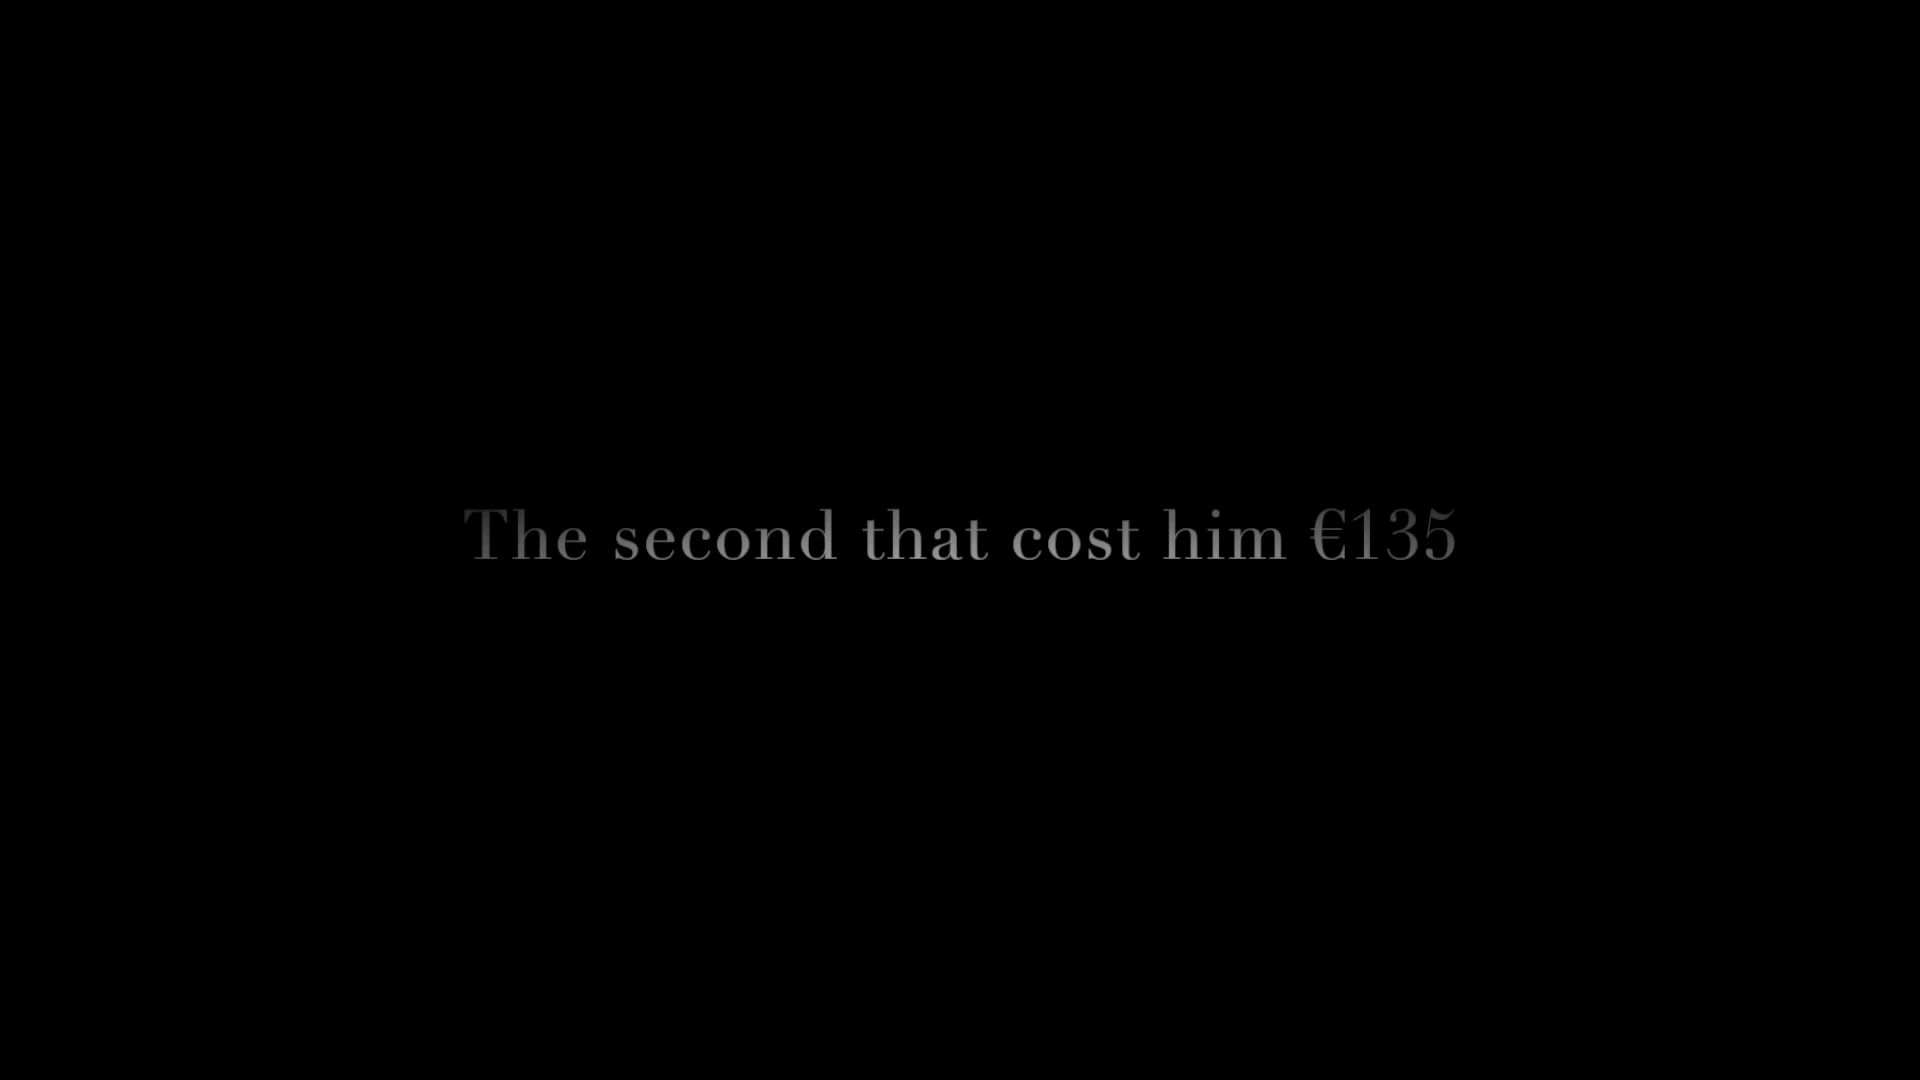 The second that cost him €135